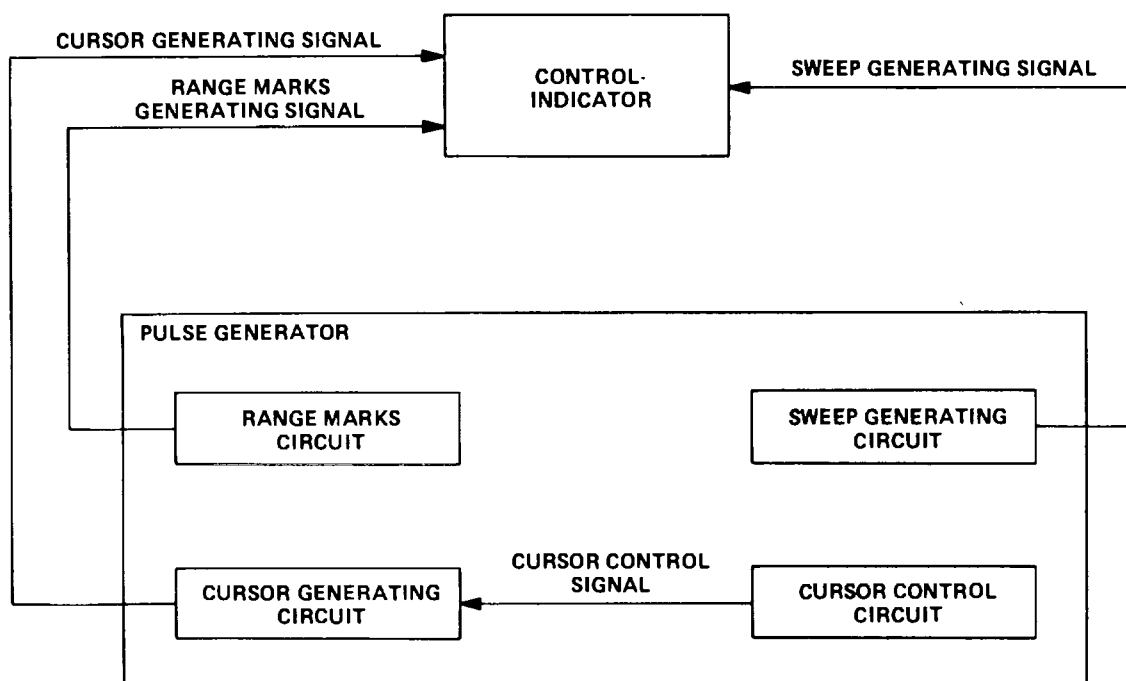 CURSOR GENERATING SIGNAL
RANGE MARKS
GENERATING SIGNAL
CONTROL-
INDICATOR
SWEEP GENERATING SIGNAL
PULSE GENERATOR
RANGE MARKS
CIRCUIT
SWEEP GENERATING
CIRCUIT
CURSOR GENERATING
CIRCUIT
CURSOR CONTROL
SIGNAL
CURSOR CONTROL
CIRCUIT